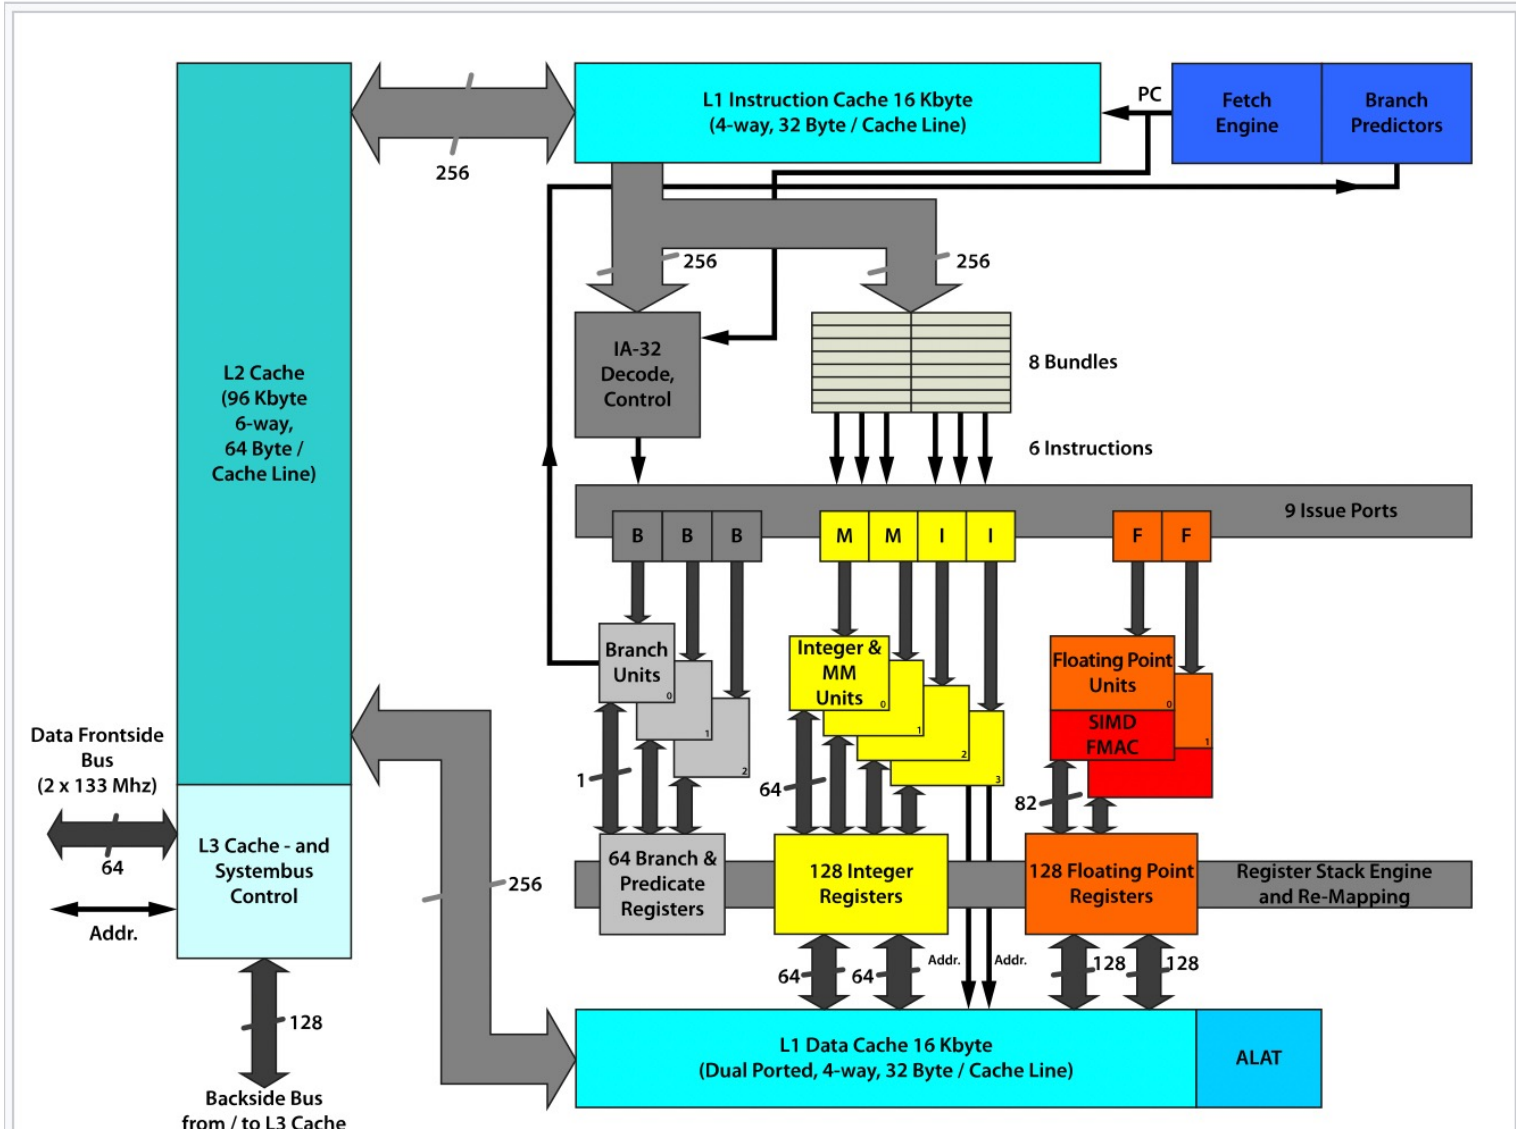 L1 Instruction Cache 16 Kbyte
(4-way, 32 Byte / Cache Line)
PC
Fetch
Engine
Branch
Predictors
256
256
256
L2 Cache
(96 Kbyte
6-way,
64 Byte /
Cache Line)
IA-32
Decode,
Control
8 Bundles
6 Instructions
9 Issue Ports
B
B
B
M
M
I
I
F
F
Branch
Units
0
1
2
Integer &
MM
Units
0
1
2
3
Floating Point
Units
0
SIMD
FMAC
1
Data Frontside
Bus
(2 x 133 Mhz)
64
Addr.
L3 Cache - and
Systembus
Control
1
64
82
256
64 Branch &
Predicate
Registers
128 Integer
Registers
128 Floating Point
Registers
Register Stack Engine
and Re-Mapping
64
64
Addr.
Addr.
128
128
128
Backside Bus
from / to L3 Cache
L1 Data Cache 16 Kbyte
(Dual Ported, 4-way, 32 Byte / Cache Line)
ALAT